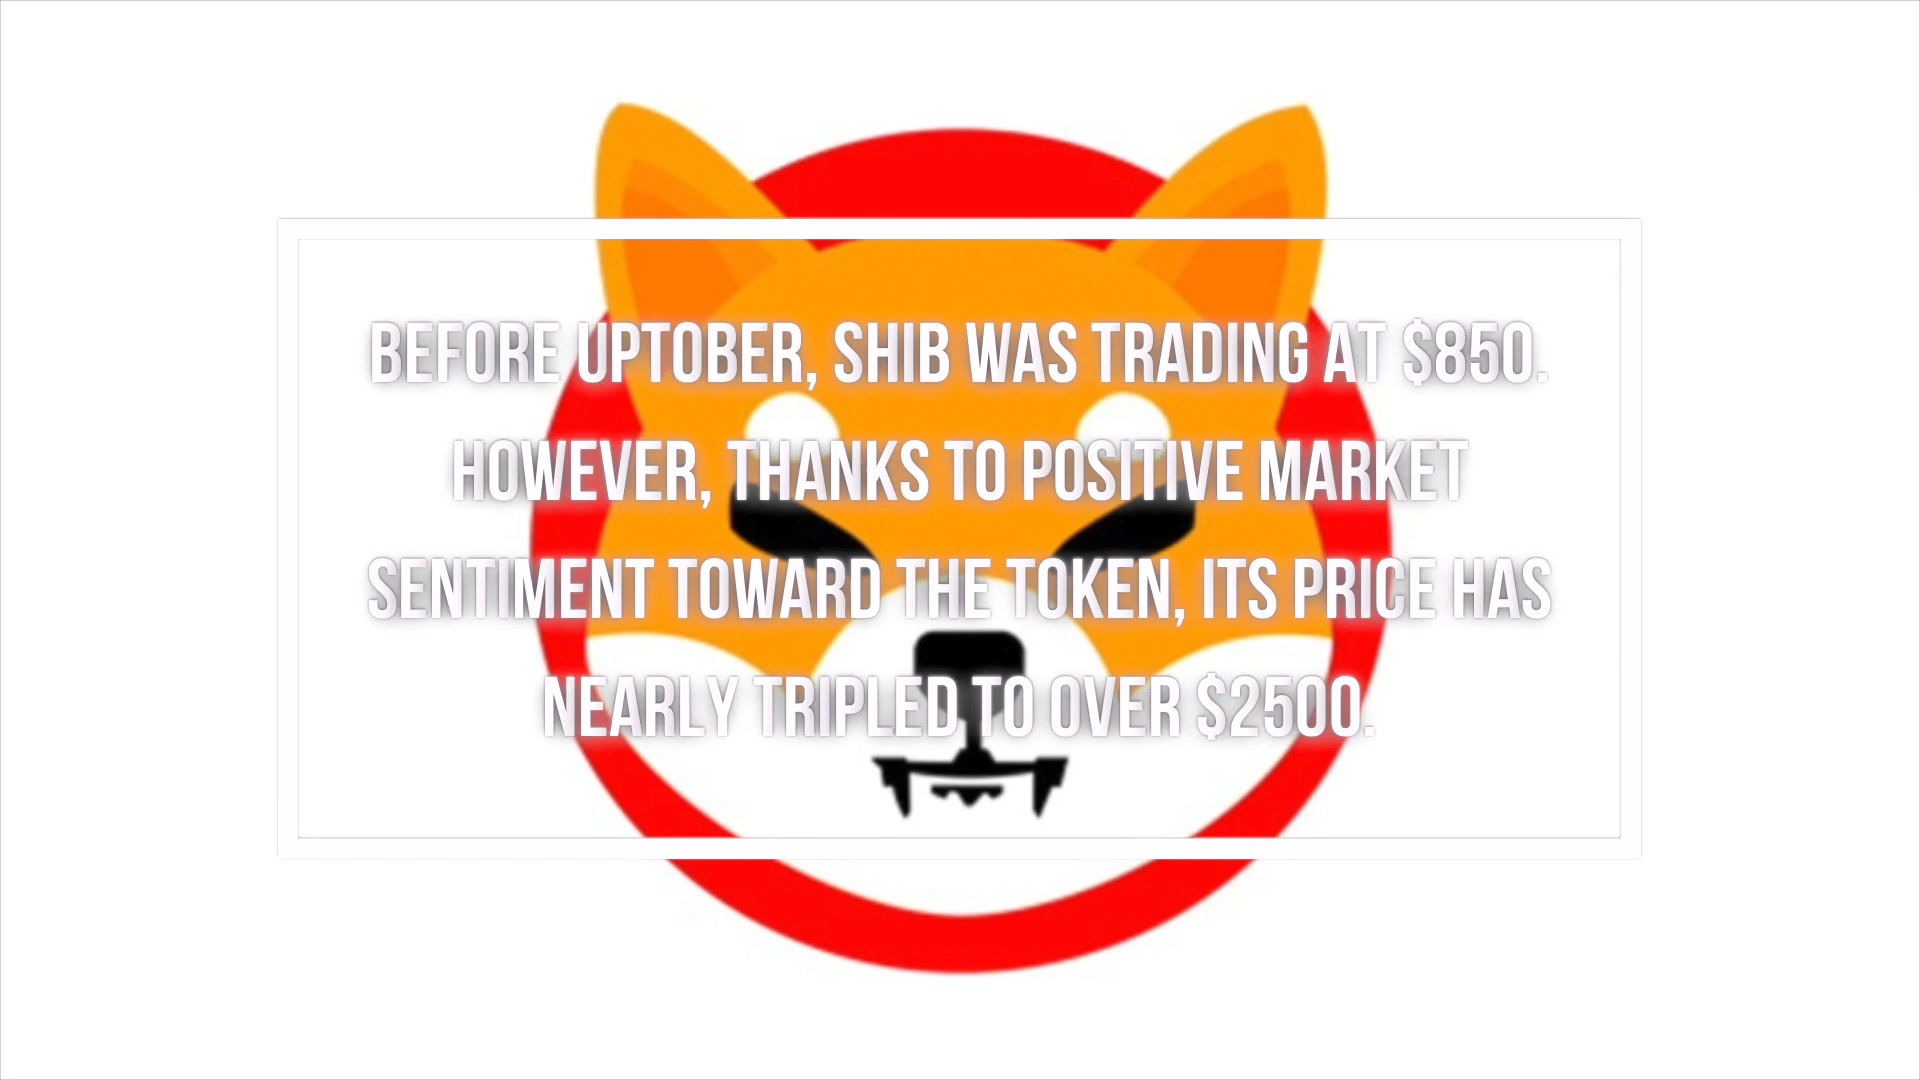 BEFORE UPTOBER, SHIB WAS TRADING AT $850.
HOWEVER, THANKS TO POSITIVE MARKET
SENTIMENT TOWARD THE TOKEN, ITS PRICE HAS
NEARLY TRIPLED TO OVER $2500.